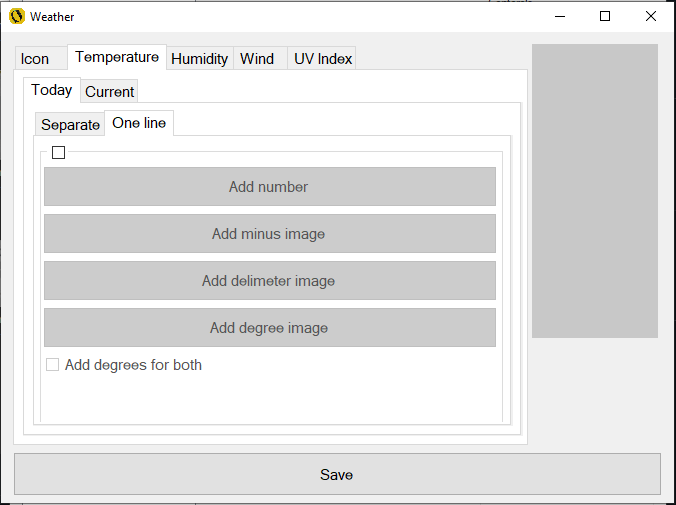 Weather
Icon Temperature Humidity Wind UV Index
Today Current
Separate One line
Add number
Add minus image
Add delimeter image
Add degree image
Add degrees for both
Save